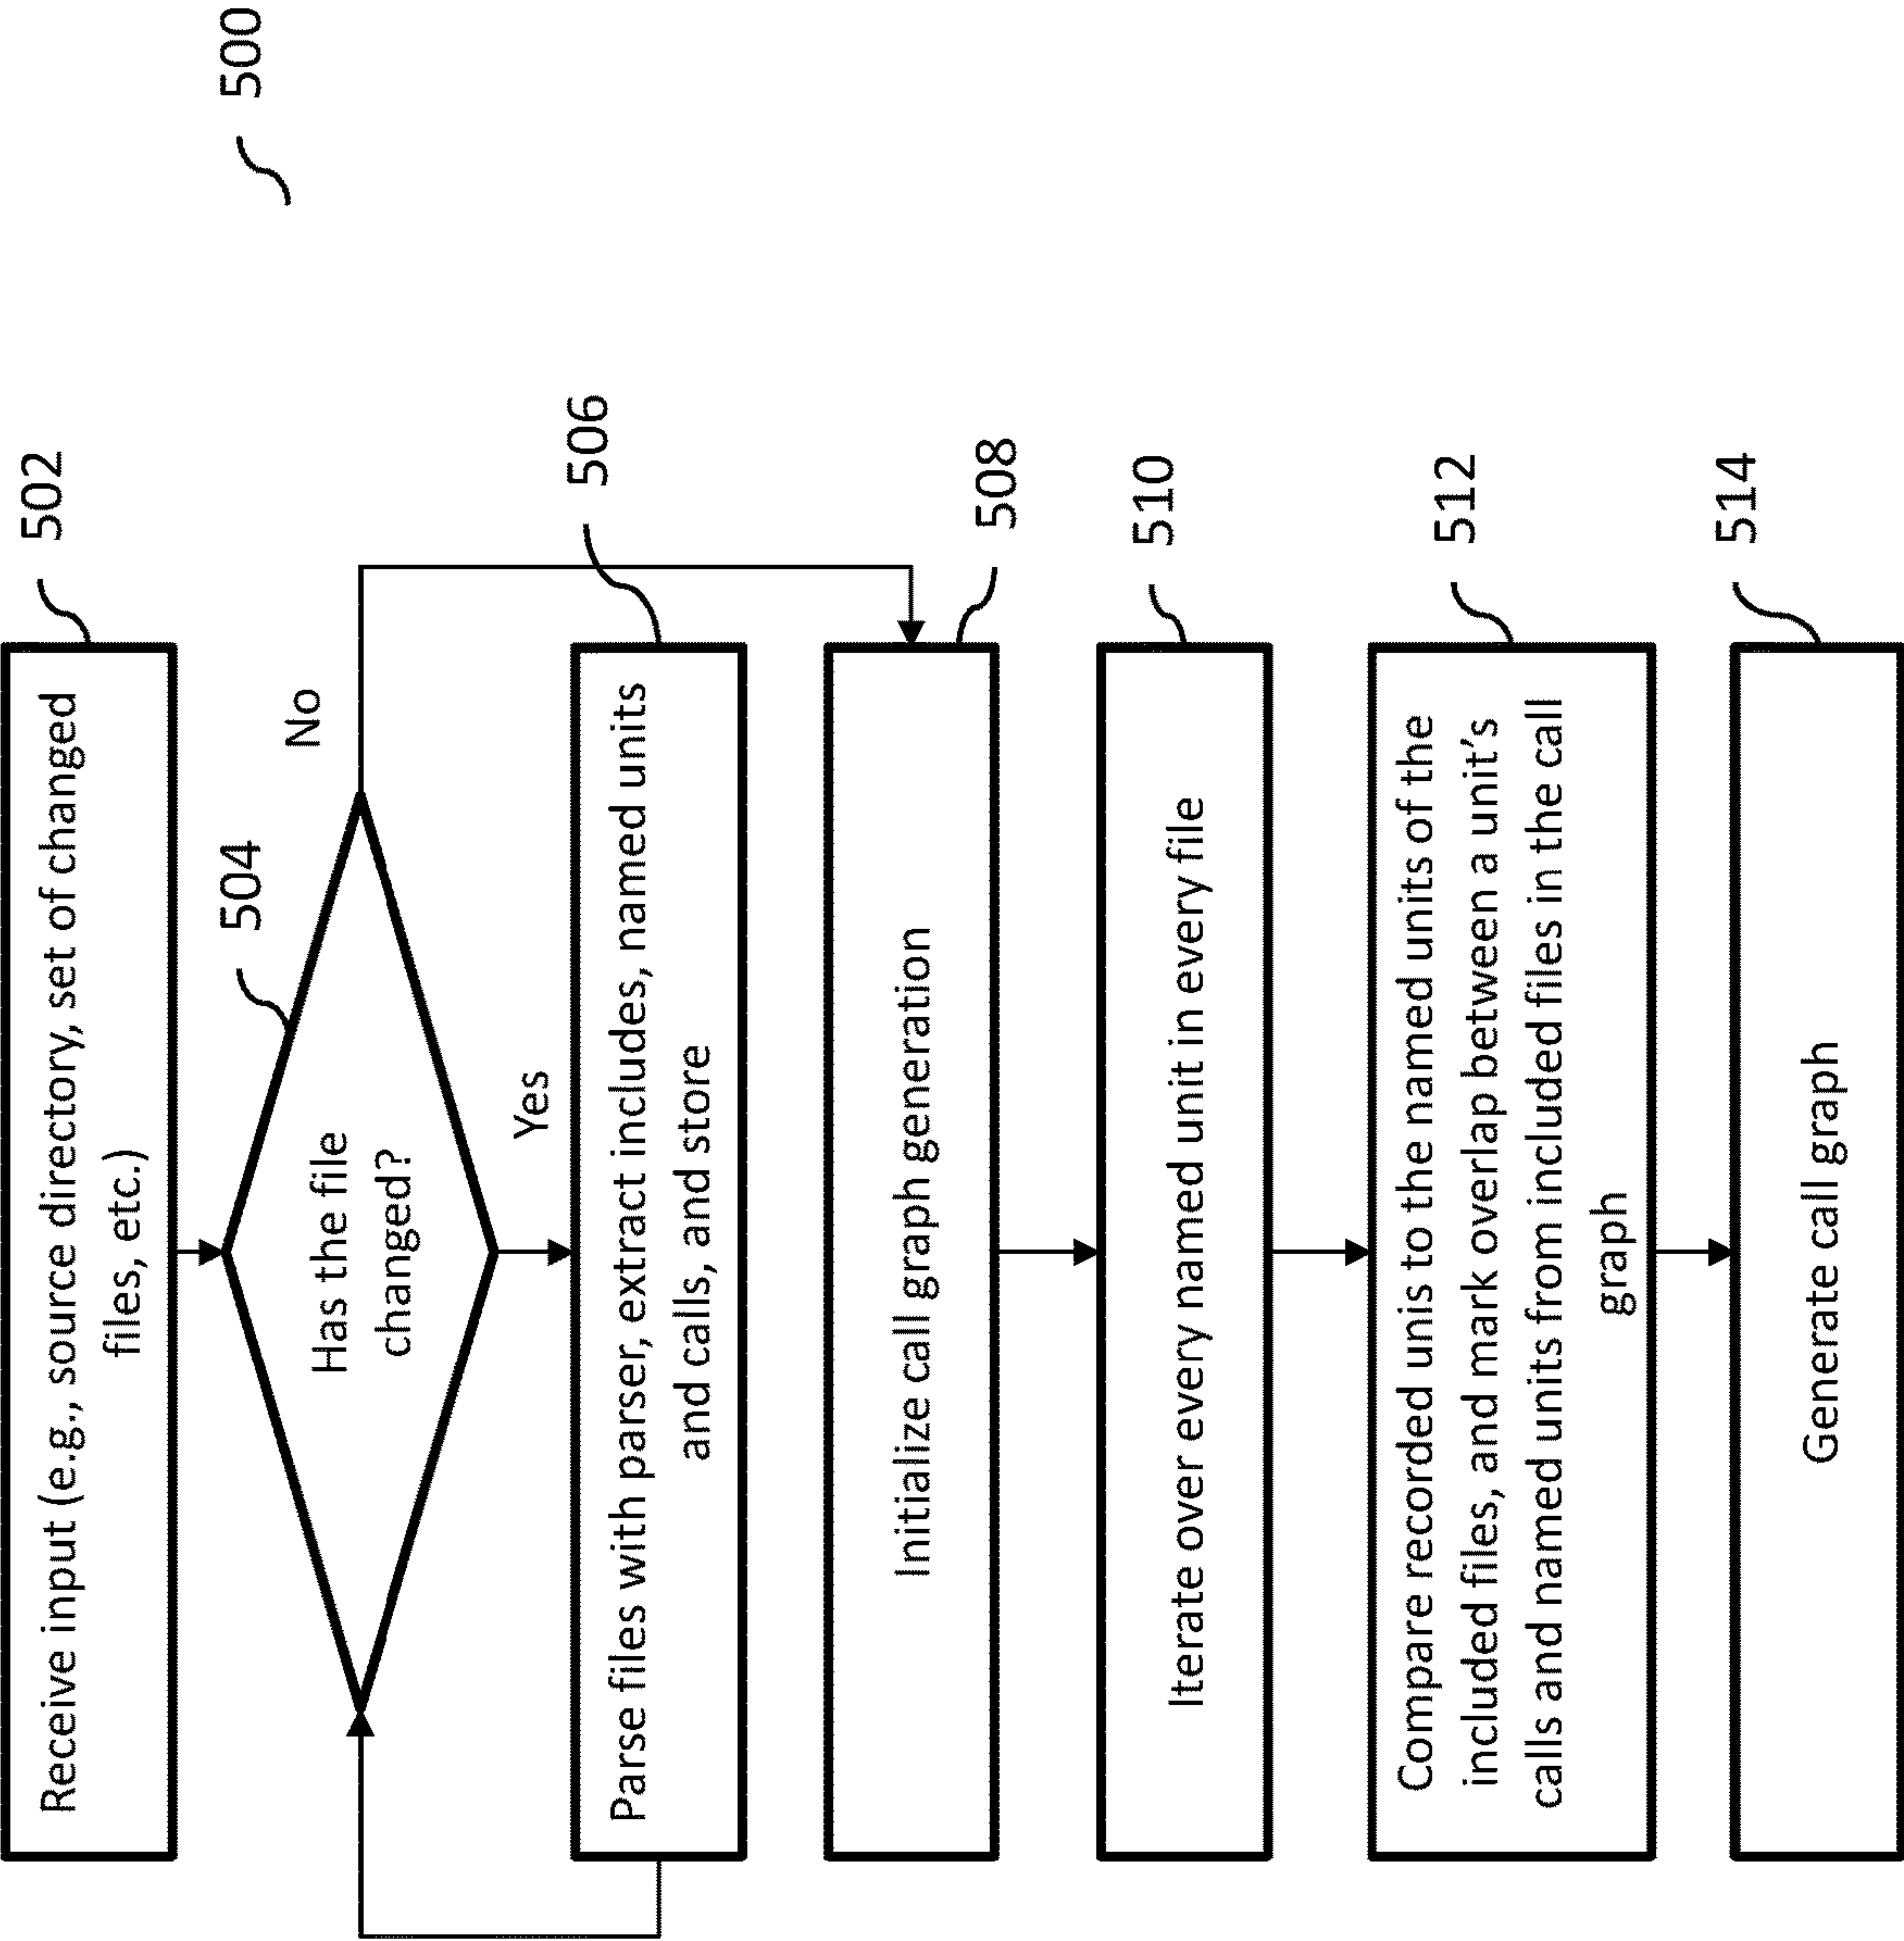 500
Receive input (e.g., source directory, set of changed
files, etc.)
502
Has the file
changed?
504
No
Yes
Parse files with parser, extract includes, named units
and calls, and store
506
Initialize call graph generation
508
Iterate over every named unit in every file
510
Compare recorded unis to the named units of the
included files, and mark overlap between a unit's
calls and named units from included files in the call
graph
512
Generate call graph
514